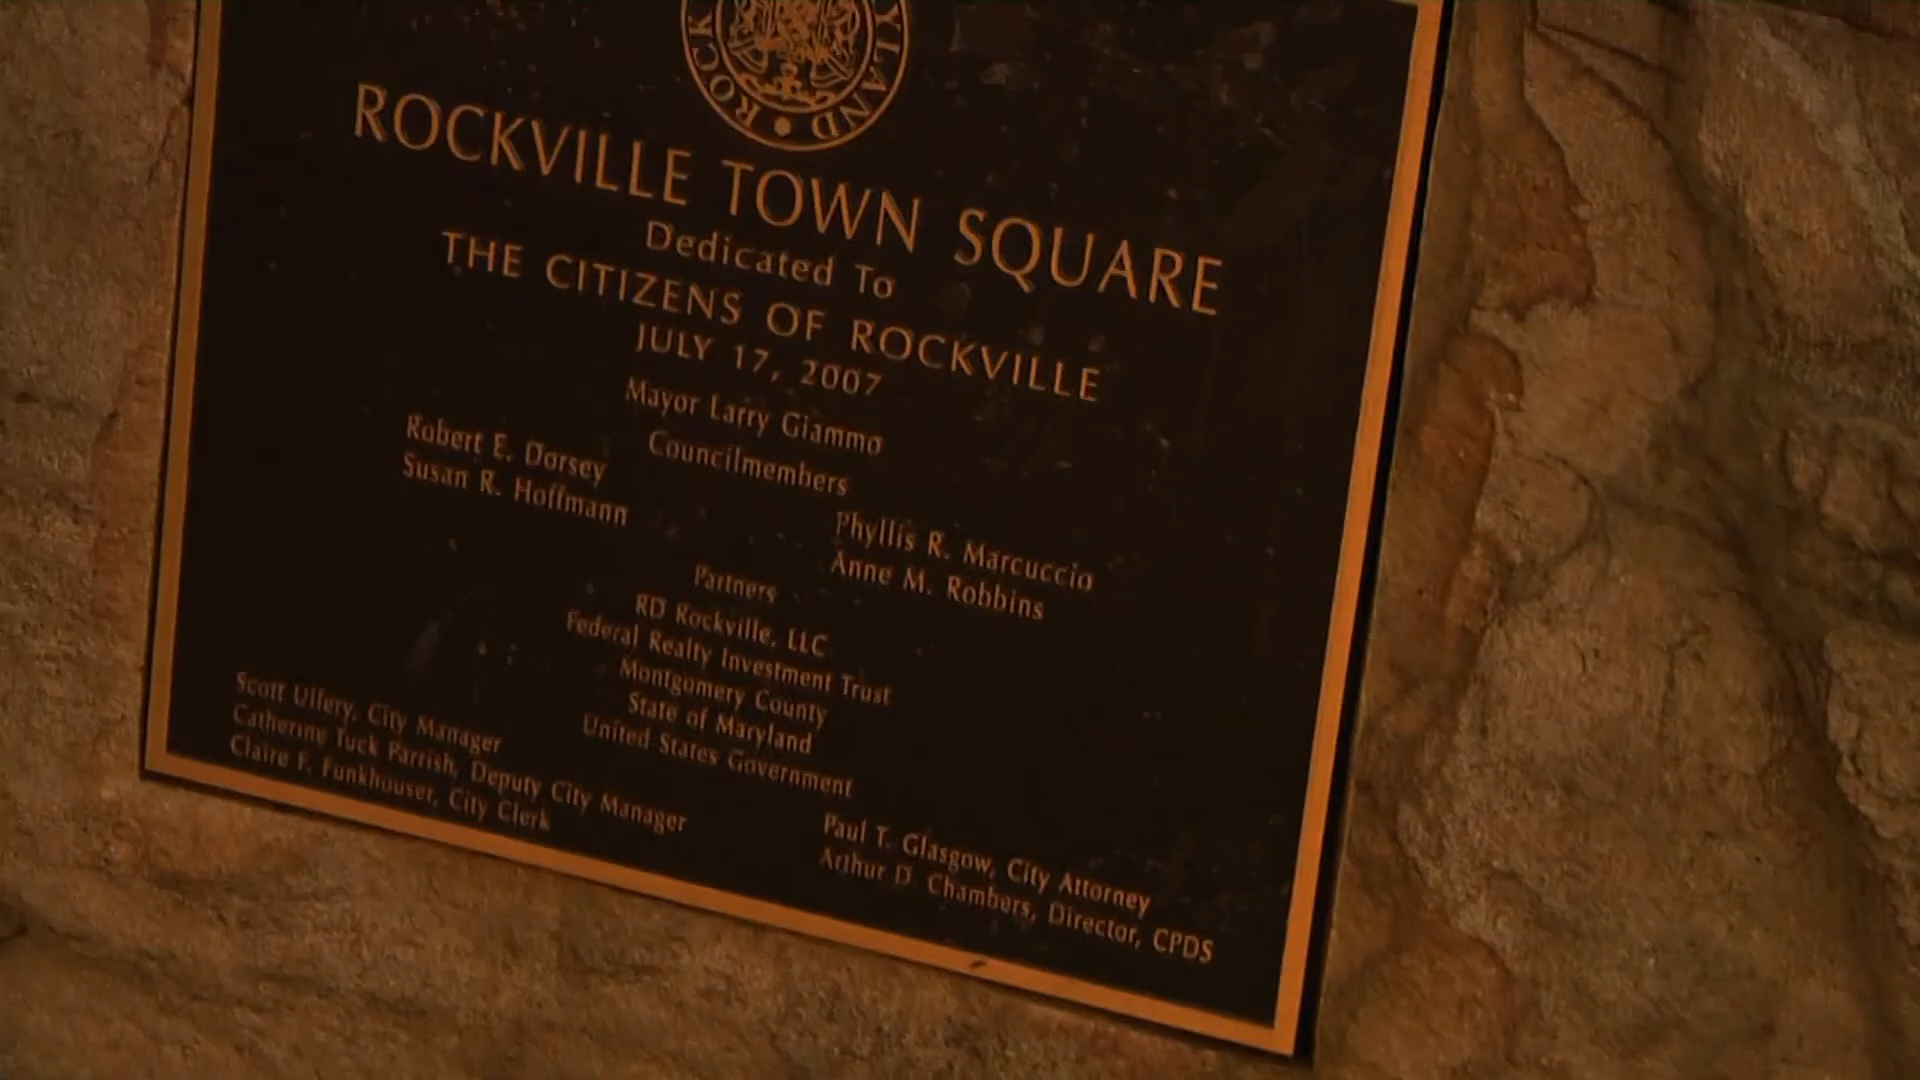 ROCK YLAND
ROCKVILLE TOWN SQUARE
Dedicated To
THE CITIZENS OF ROCKVILLE
JULY 17, 2007
Mayor Larry Giammo
Councilmembers
Robert E. Dorsey
Susan R. Hoffmann
Phyllis R. Marcuccio
Anne M. Robbins
Partners
RD Rockville, LLC
Federal Realty Investment Trust
Montgomery County
State of Maryland
United States Government
Scott Ullery, City Manager
Catherine Tuck Parrish, Deputy City Manager
Claire F. Funkhouser, City Clerk
Paul T. Glasgow, City Attorney
Arthur D. Chambers, Director, CPDS